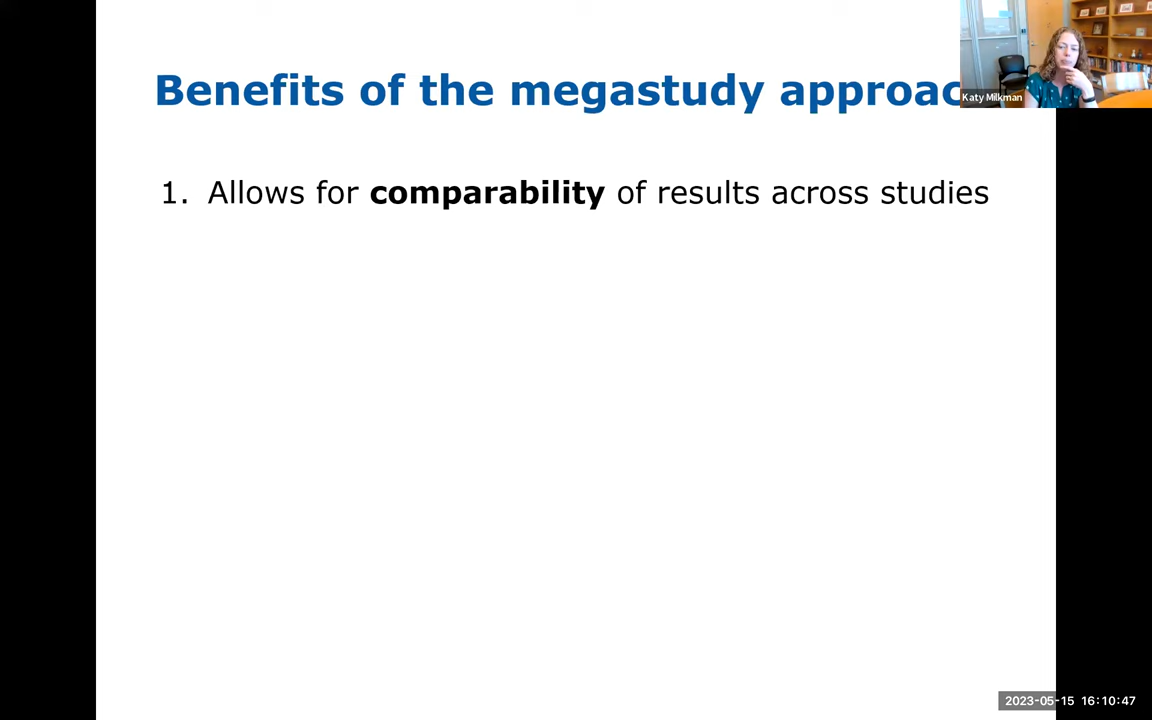 Benefits of the megastudy approac
Katy Milkman
1. Allows for comparability of results across studies
2023-05-15 16:10:47